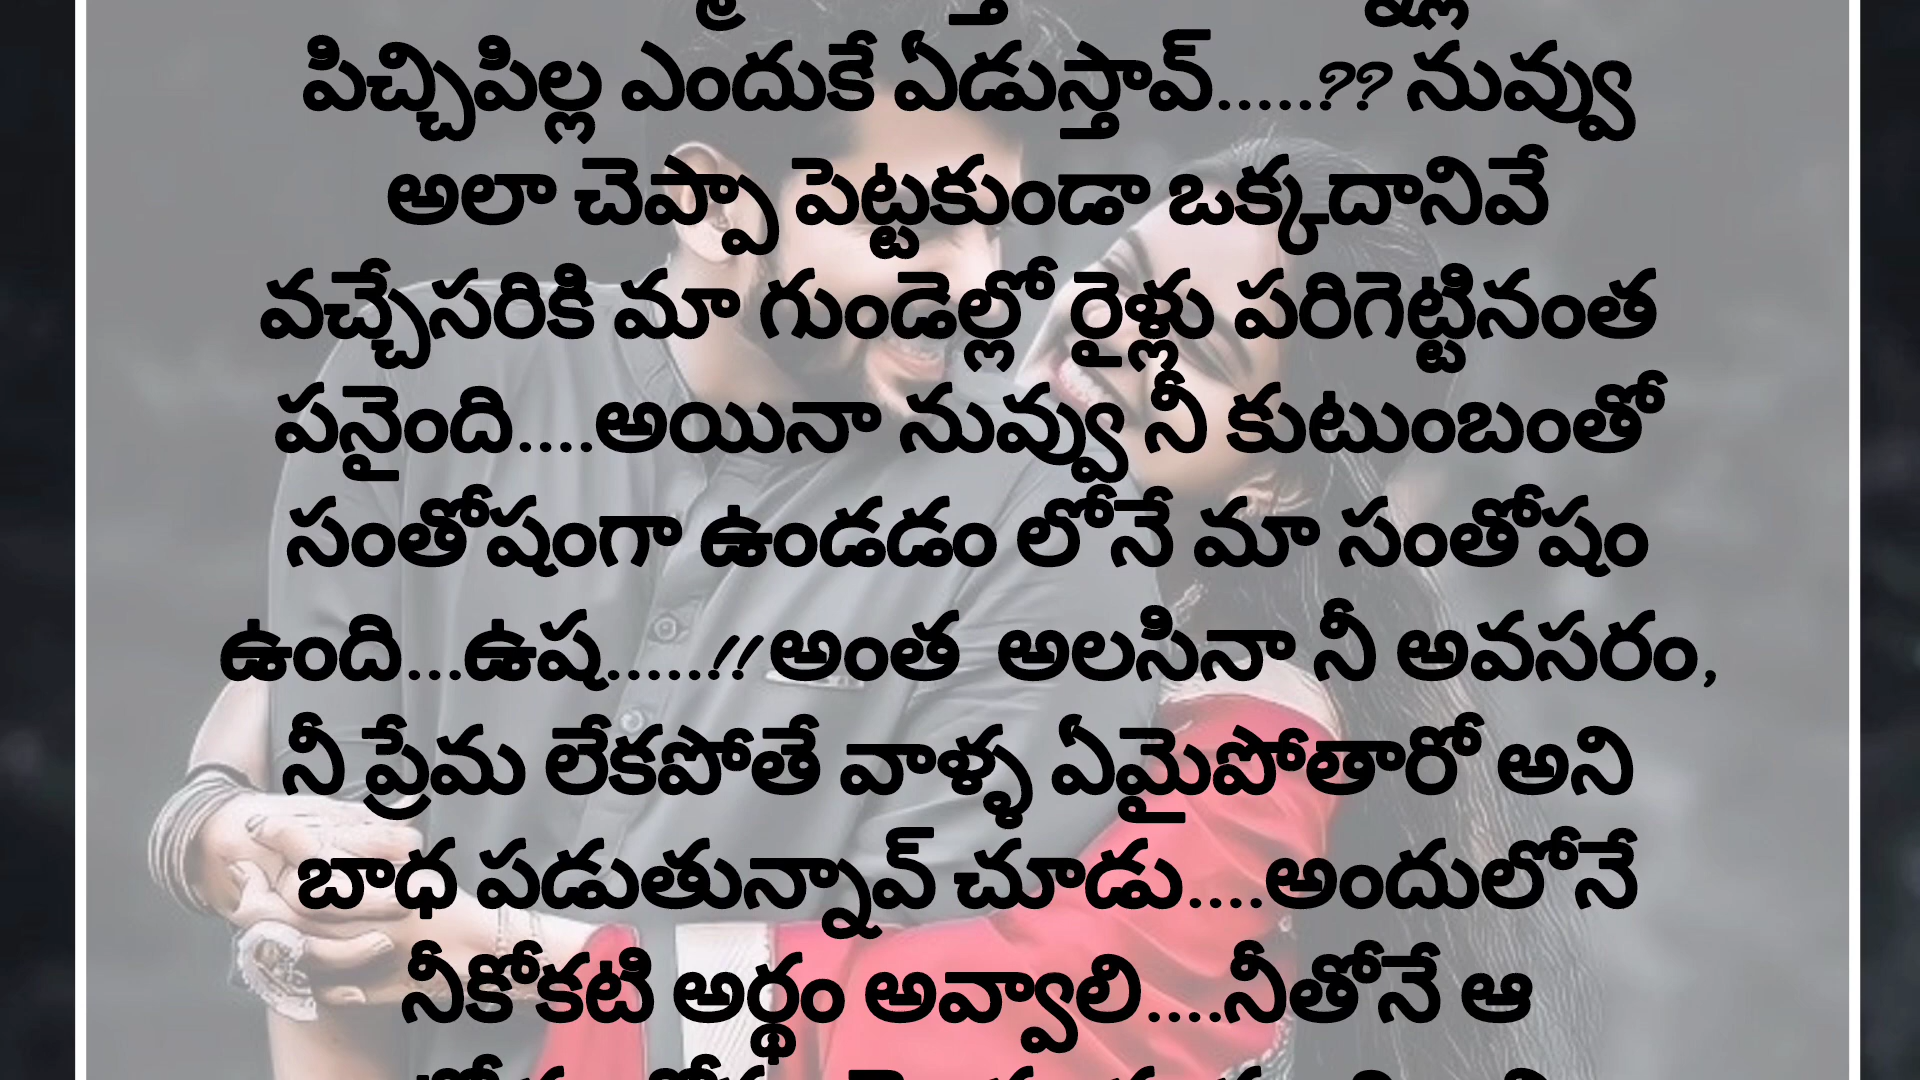 పిచ్చిపిల్ల ఎందుకే ఏడుస్తావ్.....?? నువ్వు
అలా చెప్పా పెట్టకుండా ఒక్కదానివే
వచ్చేసరికి మా గుండెల్లో రైళ్లు పరిగెట్టినంత
పనైంది....అయినా నువ్వు నీ కుటుంబంతో
సంతోషంగా ఉండడం లోనే మా సంతోషం
ఉంది...ఉష.....!! అంత అలసినా నీ అవసరం,
నీ ప్రేమ లేకపోతే వాళ్ళ ఏమైపోతారో అని
బాధ పడుతున్నావ్ చూడు....అందులోనే
నీకోకటి అర్థం అవ్వాలి....నీతోనే ఆ